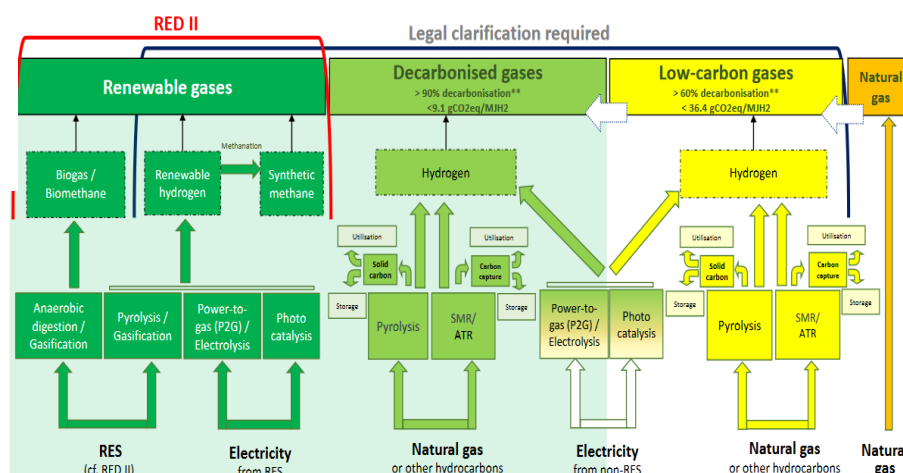 RED II
Legal clarification required
Renewable gases
Decarbonised gases
> 90% decarbonisation**
<9.1 gCO2eq/MJH2
Low-carbon gases
> 60% decarbonisation**
< 36.4 gCO2eq/MJH2
Natural
gas
Biogas /
Biomethane
Renewable
hydrogen
Methanation
Synthetic
methane
Hydrogen
Hydrogen
Utilisation
Solid
carbon
Utilisation
Carbon
capture
Storage
Storage
Utilisation
Solid
carbon
Utilisation
Carbon
capture
Storage
Storage
Anaerobic
digestion /
Gasification
Pyrolysis /
Gasification
Power-to-
gas (P2G) /
Electrolysis
Photo
catalysis
Pyrolysis
SMR/
ATR
Power-to-
gas (P2G) /
Electrolysis
Photo
catalysis
Pyrolysis
SMR/
ATR
RES
(cf. RED II)
Electricity
from RES
Natural gas
or other hydrocarbons
Electricity
from non-RES
Natural gas
or other hydrocarbons
Natural
gas